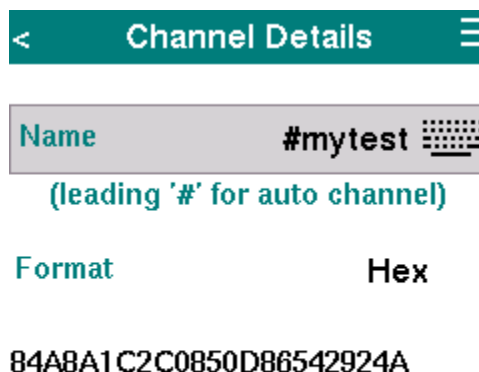 < Channel Details
Name #mytest
(leading '#' for auto channel)
Format Hex
84A8A1C2C0850D86542924A